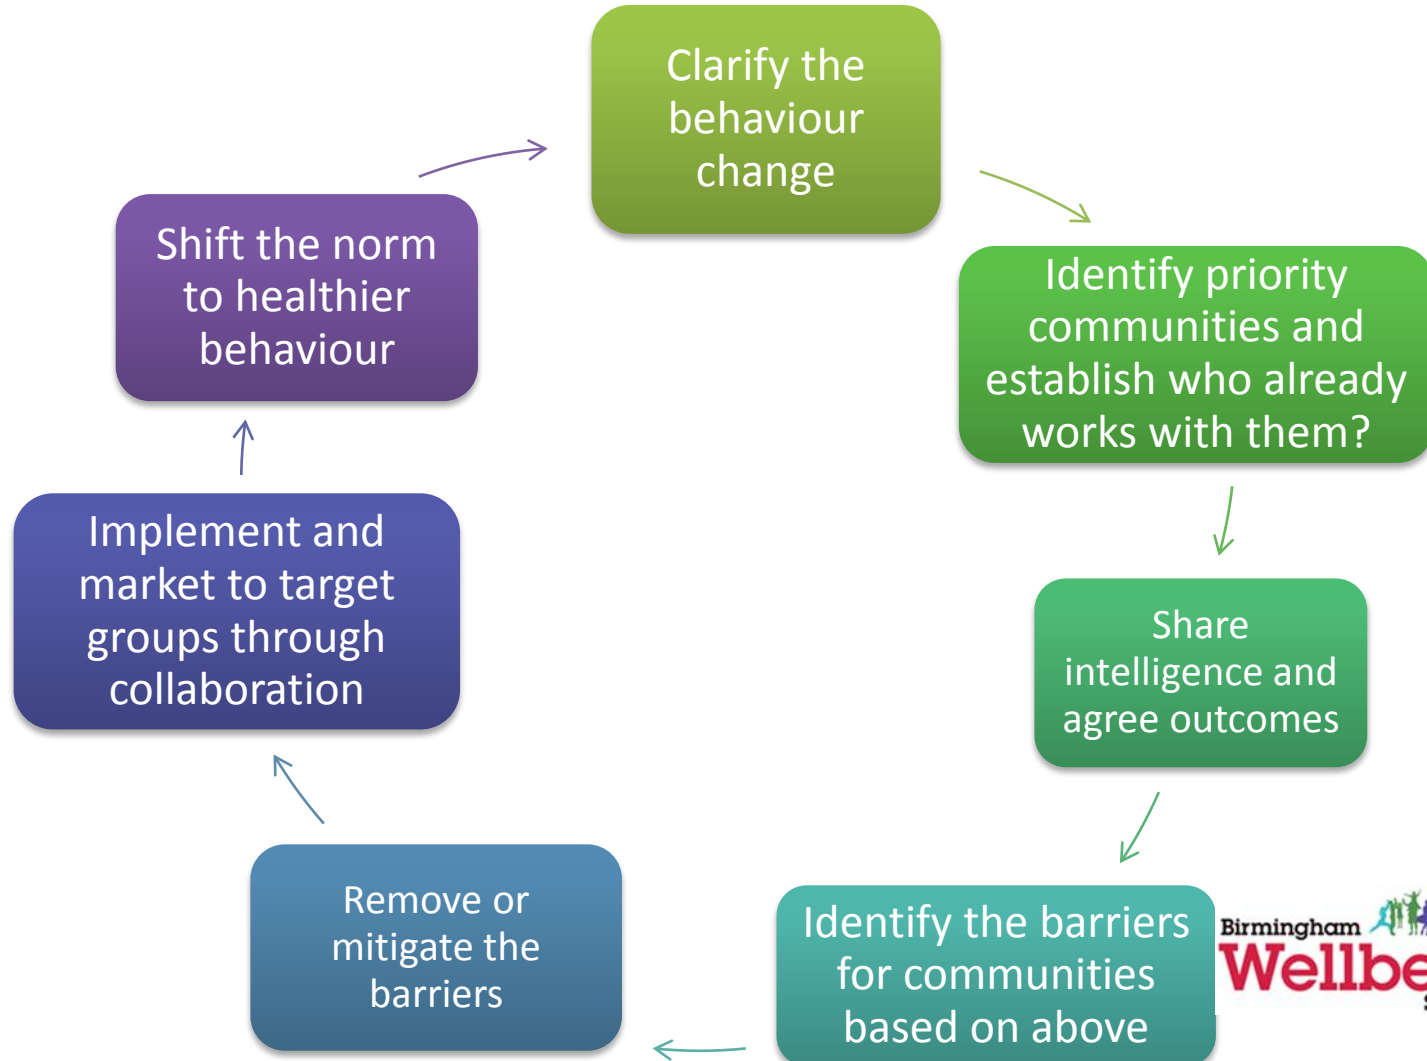 Clarify the
behaviour
change
Identify priority
communities and
establish who already
works with them?
Share
intelligence and
agree outcomes
Identify the barriers
for communities
based on above
Remove or
mitigate the
barriers
Implement and
market to target
groups through
collaboration
Shift the norm
to healthier
behaviour
Birmingham